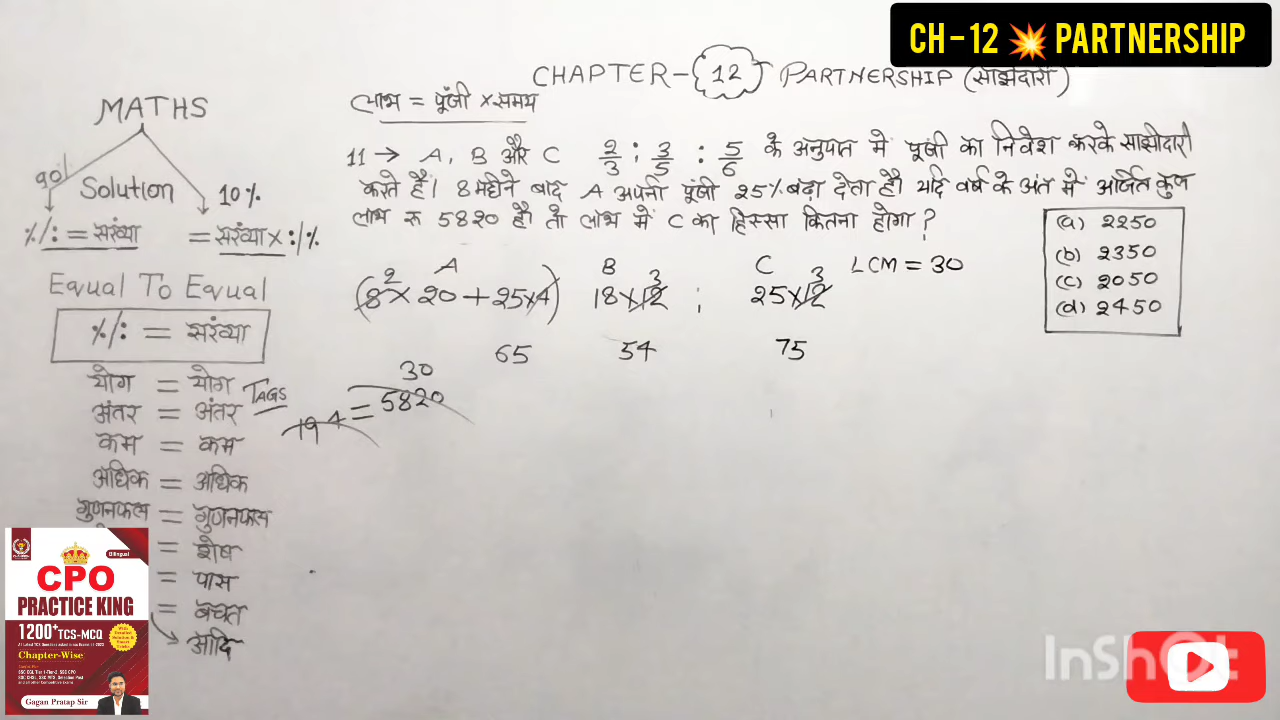 CH - 12 💥 PARTNERSHIP
CHAPTER - 12 PARTNERSHIP (साझेदारी)
MATHS
90%
Solution
10%
%/: = संख्या
= संख्या x :/%
Equal To Equal
%/: = संख्या
योग = योग
TAGS
अंतर = अंतर
कम = कम
अधिक = अधिक
गुणनफल = गुणनफल
= शेष
= पास
= बचत
आदि
लाभ = पूंजी x समय
11 → A, B और C 2/3 : 3/5 : 5/6 के अनुपात में पूंजी का निवेश करके साझीदारी
करते हैं। 8 महीने बाद A अपनी पूंजी 25% बढ़ा देता है। यदि वर्ष के अंत में अर्जित कुल
लाभ रू 5820 है। तो लाभ में C का हिस्सा कितना होगा ?
(a) 2250
(b) 2350
(c) 2050
(d) 2450
A B C LCM = 30
2 3 3
(8 x 20 + 25 x 4) 18 x 12 ; 25 x 12
65 54 75
30
194 = 5820
Bilingual
CPO
PRACTICE KING
1200+ TCS-MCQ
Chapter-Wise
Gagan Pratap Sir
InShot